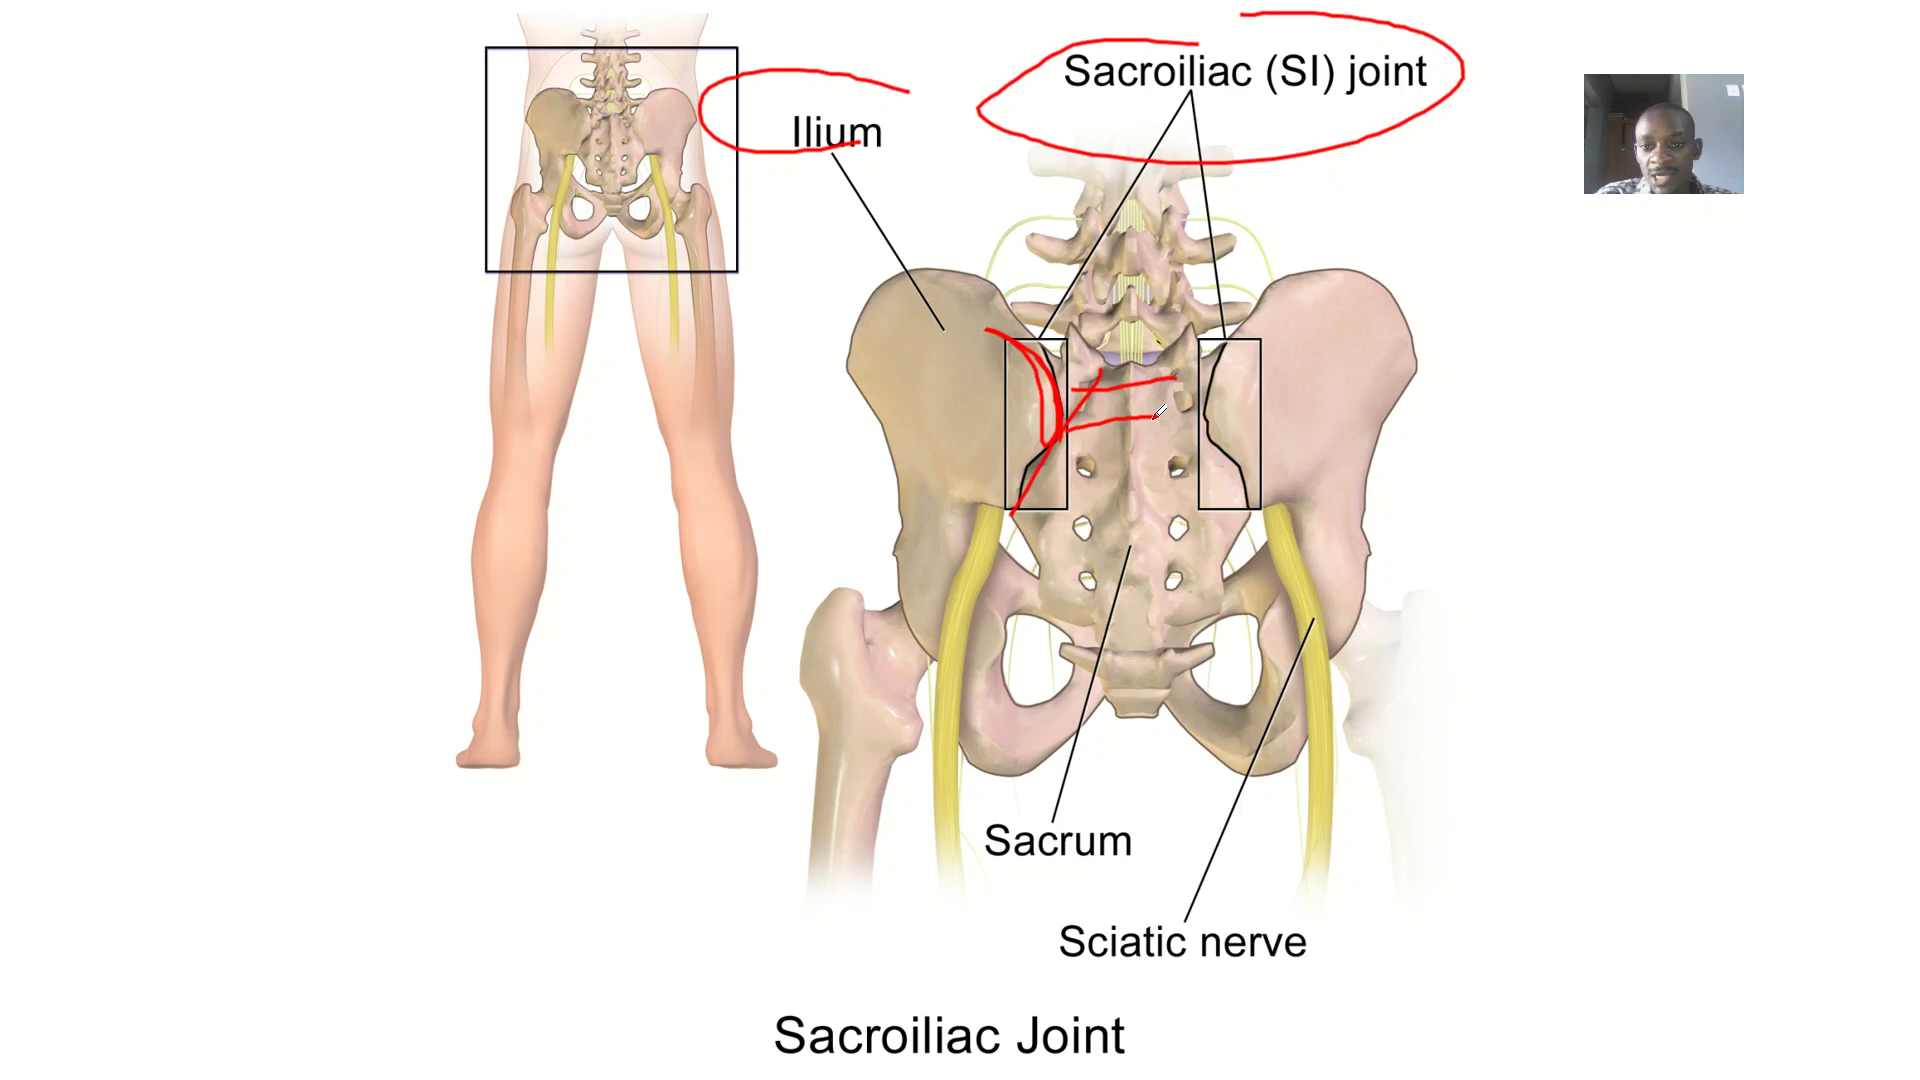 Sacroiliac (SI) joint
Ilium
Sacrum
Sciatic nerve
Sacroiliac Joint